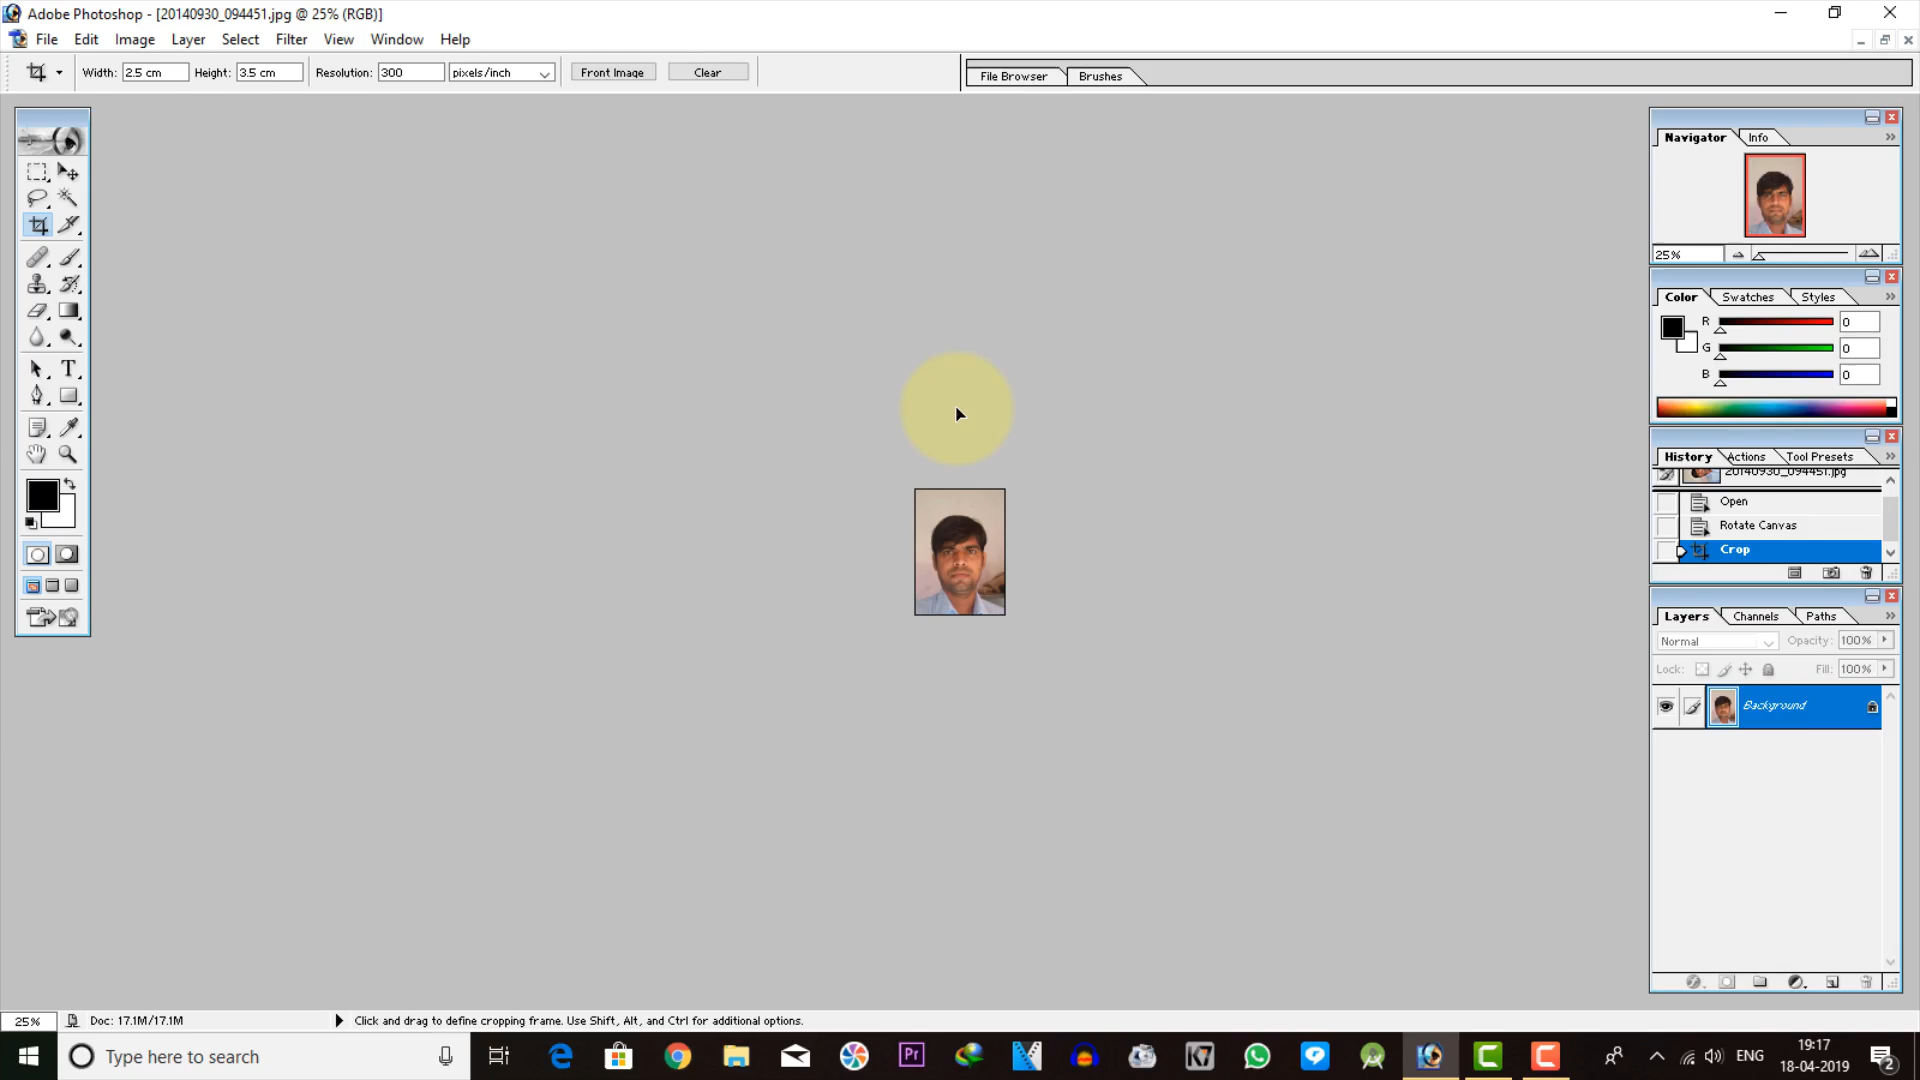 Adobe Photoshop - [20140930_094451.jpg @ 25% (RGB)]
File Edit Image Layer Select Filter View Window Help
Width: 2.5 cm Height: 3.5 cm Resolution: 300 pixels/inch Front Image Clear File Browser Brushes
Navigator Info
25%
Color Swatches Styles
R 0
G 0
B 0
History Actions Tool Presets
20140930_094451.jpg
Open
Rotate Canvas
Crop
Layers Channels Paths
Normal Opacity: 100%
Lock: Fill: 100%
Background
T
25% Doc: 17.1M/17.1M Click and drag to define cropping frame. Use Shift, Alt, and Ctrl for additional options.
Type here to search
Pr
K7
ENG
19:17
18-04-2019
2